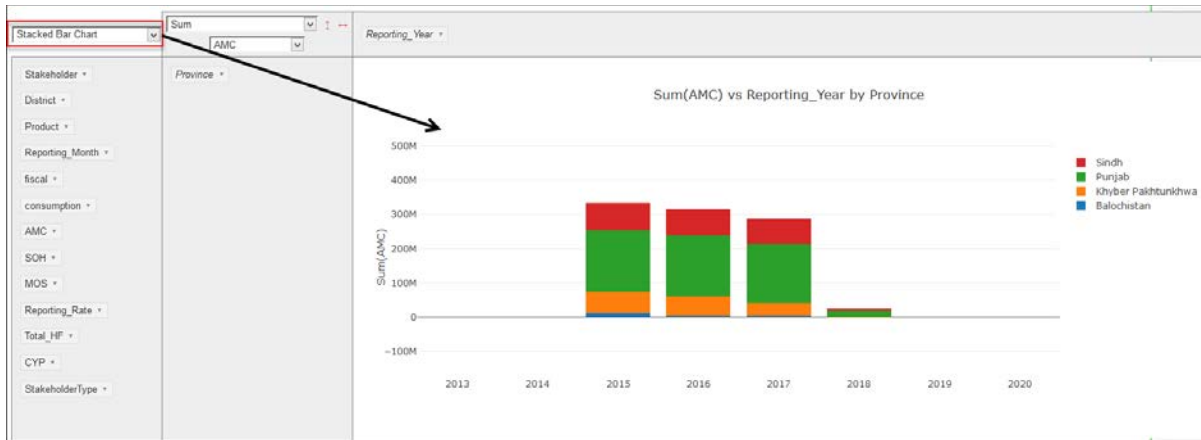 Stacked Bar Chart
Sum
AMC
Reporting_Year
Stakeholder
District
Product
Reporting_Month
fiscal
consumption
AMC
SOH
MOS
Reporting_Rate
Total_HF
CYP
StakeholderType
Province
Sum(AMC) vs Reporting_Year by Province
Sum(AMC)
500M
400M
300M
200M
100M
0
−100M
2013 2014 2015 2016 2017 2018 2019 2020
Sindh
Punjab
Khyber Pakhtunkhwa
Balochistan